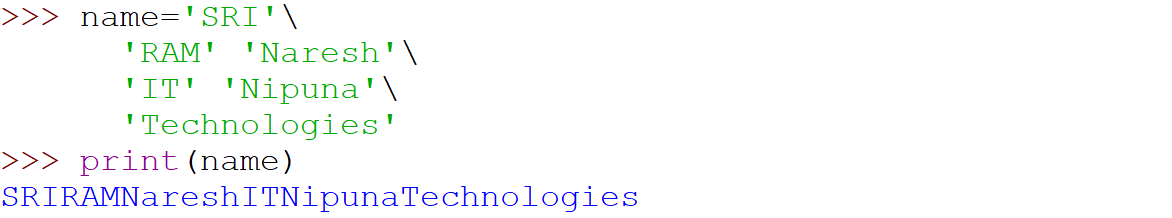 >>> name='SRI'\
'RAM' 'Naresh'\
'IT' 'Nipuna'\
'Technologies'
>>> print(name)
SRIRAMNareshITNipunaTechnologies